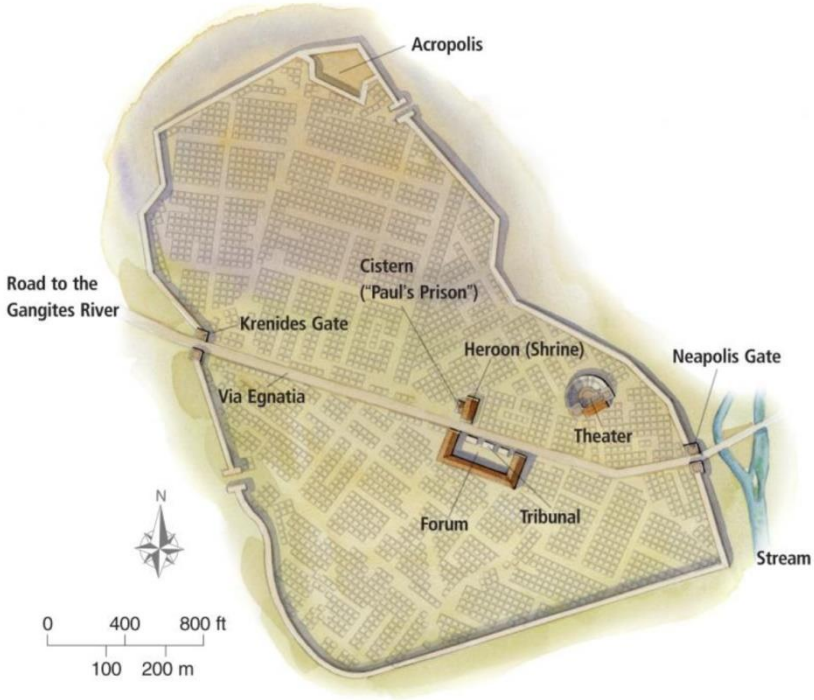 Acropolis
Road to the
Gangites River
Cistern
("Paul's Prison")
Krenides Gate
Heroon (Shrine)
Neapolis Gate
Via Egnatia
Theater
Forum
Tribunal
N
Stream
0 400 800 ft
100 200 m